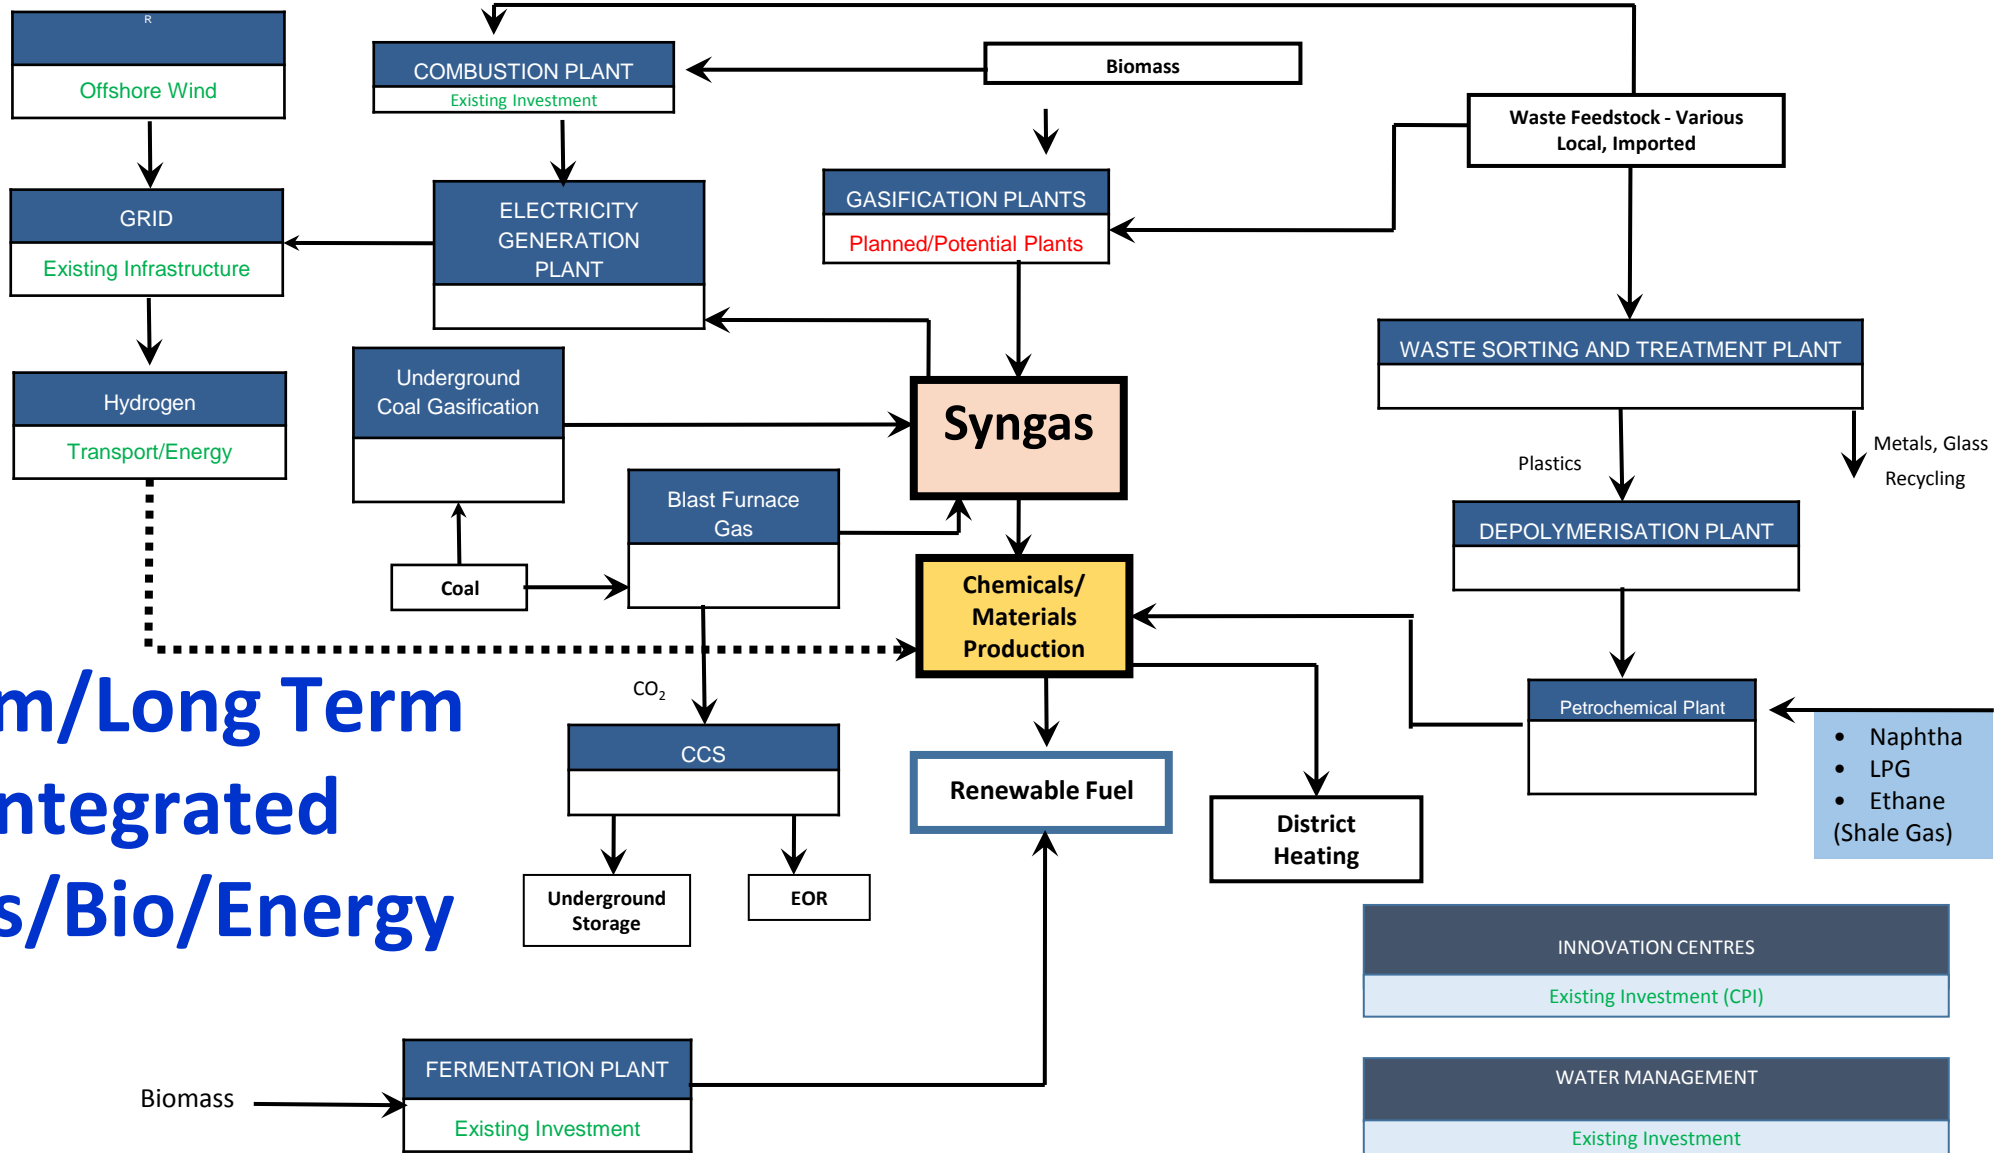 R
Offshore Wind
COMBUSTION PLANT
Existing Investment
Biomass
Waste Feedstock - Various
Local, Imported
GRID
Existing Infrastructure
ELECTRICITY
GENERATION
PLANT
GASIFICATION PLANTS
Planned/Potential Plants
Hydrogen
Transport/Energy
Underground
Coal Gasification
Syngas
WASTE SORTING AND TREATMENT PLANT
Metals, Glass
Recycling
Plastics
Blast Furnace
Gas
Coal
DEPOLYMERISATION PLANT
Chemicals/
Materials
Production
m/Long Term
ntegrated
s/Bio/Energy
CO₂
CCS
Underground
Storage
EOR
Renewable Fuel
District
Heating
Petrochemical Plant
• Naphtha
• LPG
• Ethane
(Shale Gas)
INNOVATION CENTRES
Existing Investment (CPI)
WATER MANAGEMENT
Existing Investment
Biomass
FERMENTATION PLANT
Existing Investment